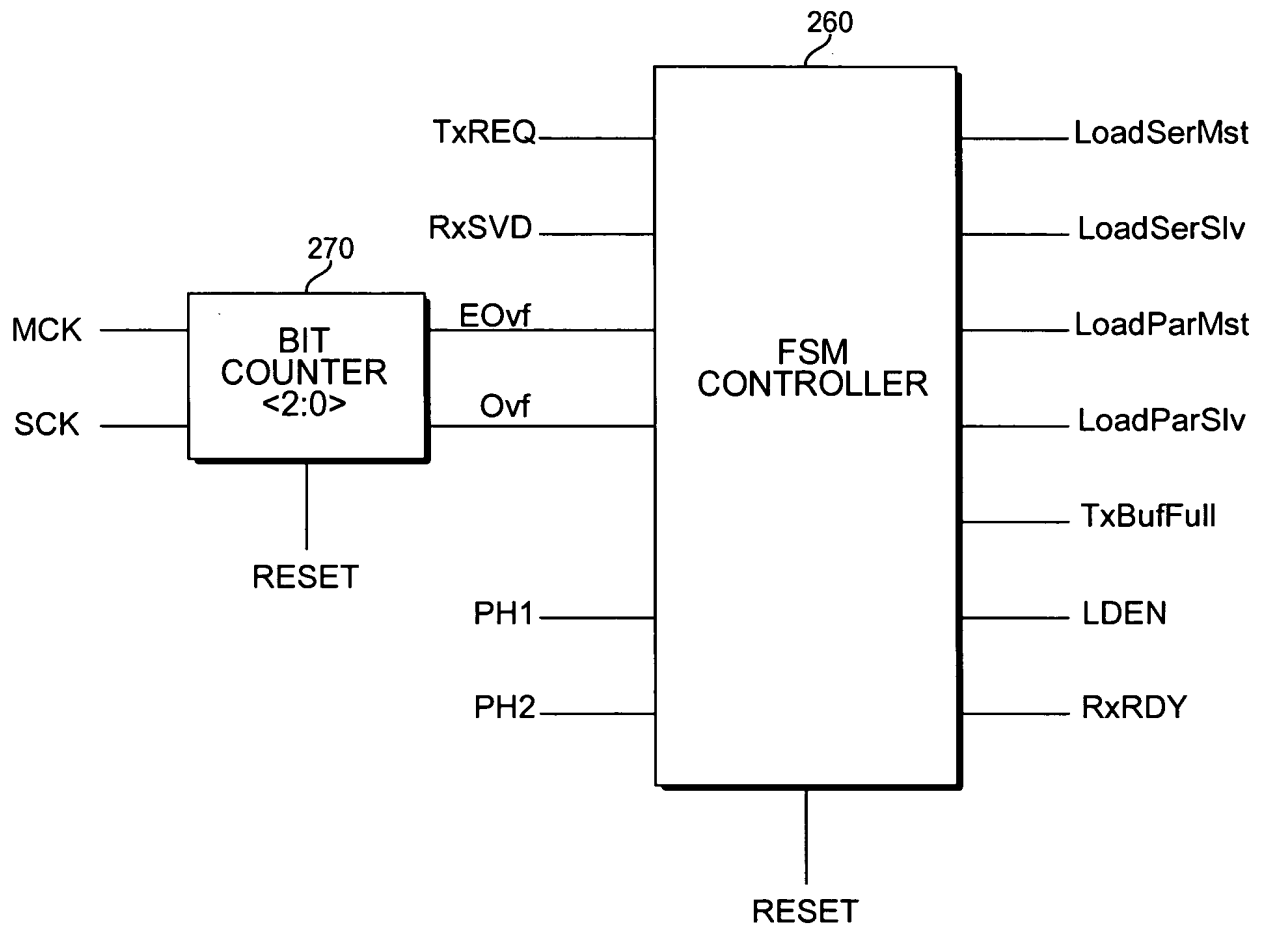 260
TxREQ
LoadSerMst
RxSVD
LoadSerSlv
270
MCK
BIT
COUNTER
<2:0>
EOvf
FSM
CONTROLLER
LoadParMst
SCK
Ovf
LoadParSlv
TxBufFull
RESET
PH1
LDEN
PH2
RxRDY
RESET